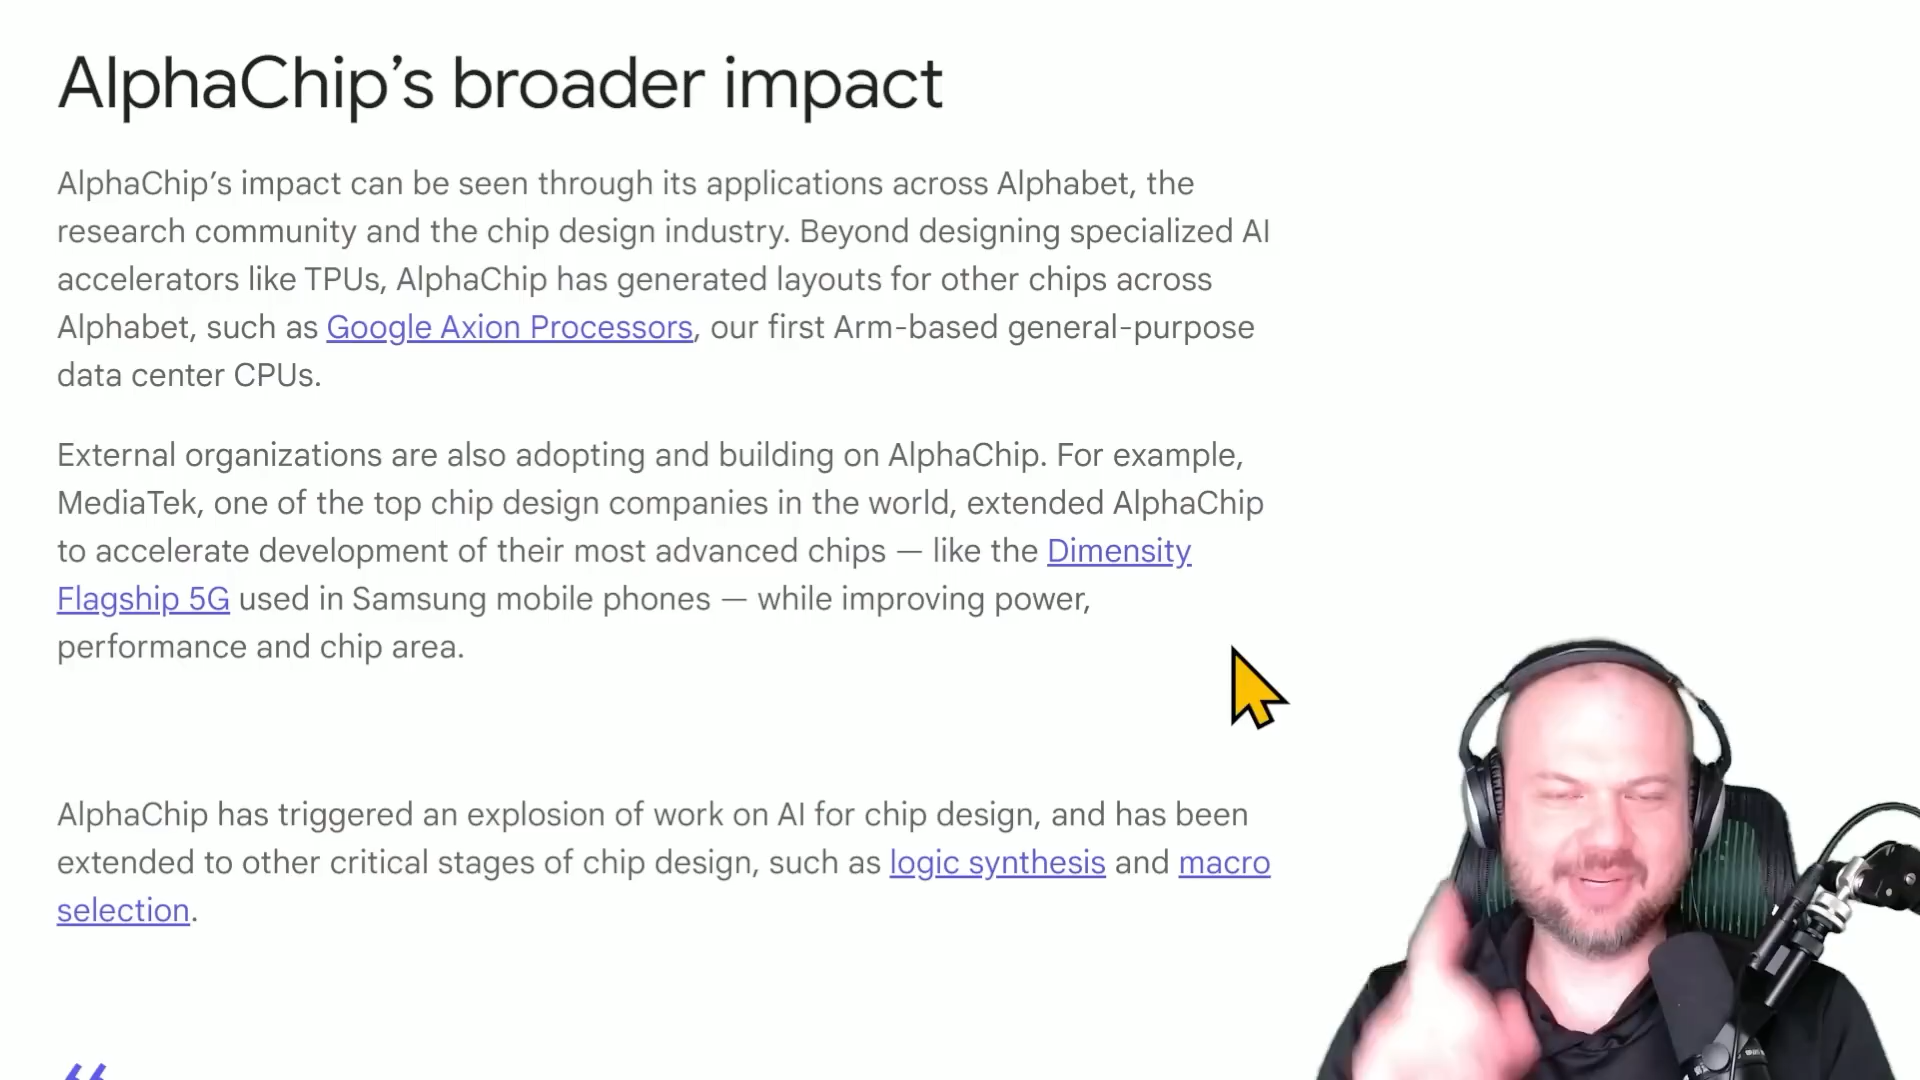 AlphaChip’s broader impact
AlphaChip’s impact can be seen through its applications across Alphabet, the
research community and the chip design industry. Beyond designing specialized AI
accelerators like TPUs, AlphaChip has generated layouts for other chips across
Alphabet, such as Google Axion Processors, our first Arm-based general-purpose
data center CPUs.
External organizations are also adopting and building on AlphaChip. For example,
MediaTek, one of the top chip design companies in the world, extended AlphaChip
to accelerate development of their most advanced chips — like the Dimensity
Flagship 5G used in Samsung mobile phones — while improving power,
performance and chip area.
AlphaChip has triggered an explosion of work on AI for chip design, and has been
extended to other critical stages of chip design, such as logic synthesis and macro
selection.
“